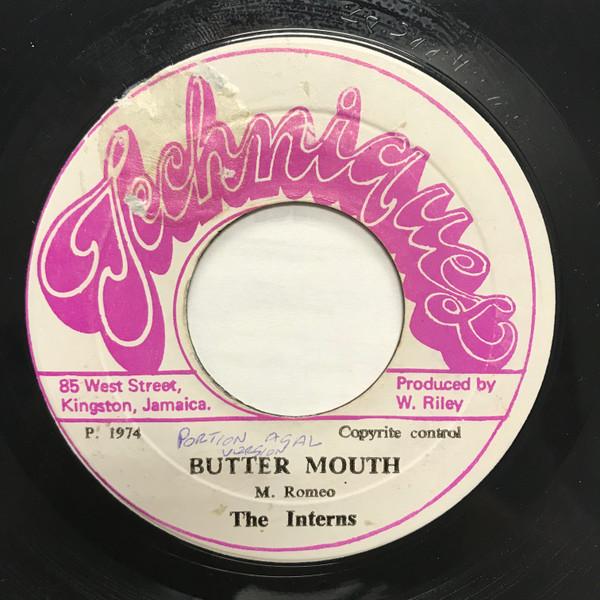 Techniques
85 West Street,
Kingston, Jamaica.
Produced by
W. Riley
P. 1974
PORTION AGAL
VERSION
Copyrite control
BUTTER MOUTH
M. Romeo
The Interns